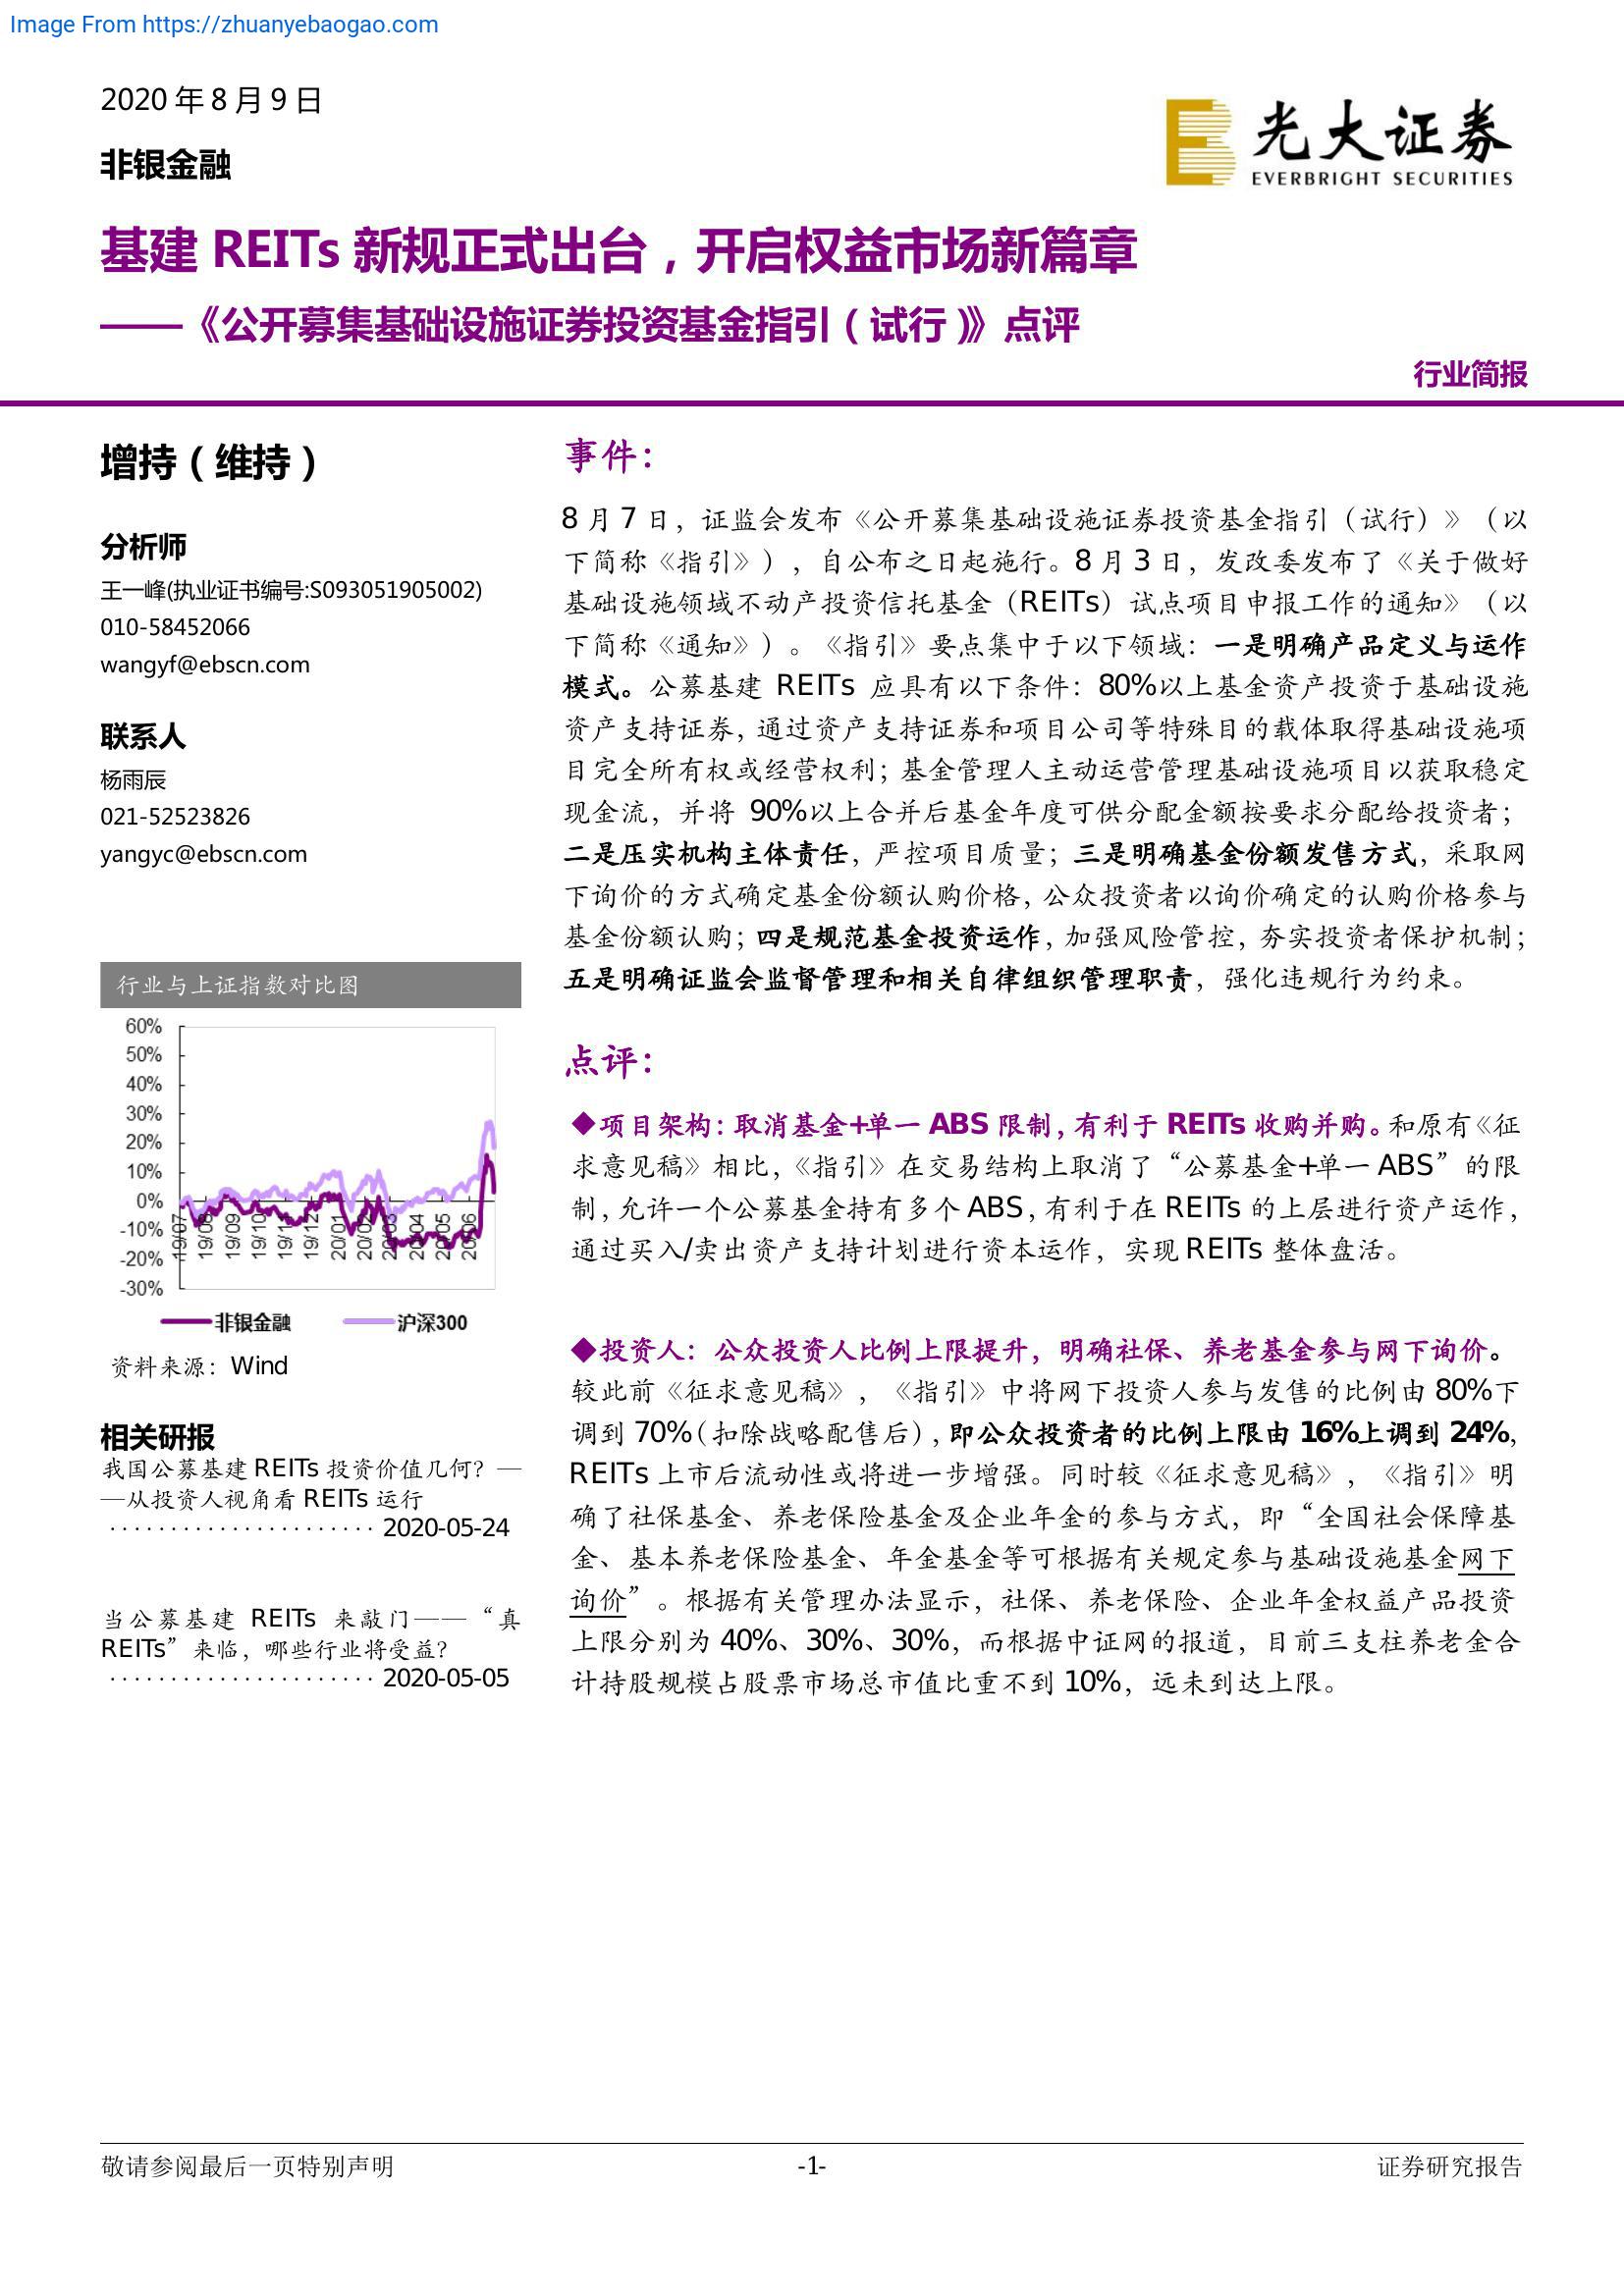 Image From https://zhuanyebaogao.com
2020 年 8 月 9 日
非银金融
光大证券
EVERBRIGHT SECURITIES
基建 REITs 新规正式出台，开启权益市场新篇章
——《公开募集基础设施证券投资基金指引（试行）》点评
行业简报
增持（维持）
分析师
王一峰(执业证书编号:S093051905002)
010-58452066
wangyf@ebscn.com
联系人
杨雨辰
021-52523826
yangyc@ebscn.com
行业与上证指数对比图
60%
50%
40%
30%
20%
10%
0%
-10%
-20%
-30%
19/07
19/08
19/09
19/10
19/11
19/12
20/01
20/02
20/03
20/04
20/05
20/06
非银金融
沪深300
资料来源：Wind
相关研报
我国公募基建 REITs 投资价值几何？—
—从投资人视角看 REITs 运行
······················ 2020-05-24
当公募基建 REITs 来敲门——“真
REITs”来临，哪些行业将受益？
······················ 2020-05-05
事件：
8 月 7 日，证监会发布《公开募集基础设施证券投资基金指引（试行）》（以
下简称《指引》），自公布之日起施行。8 月 3 日，发改委发布了《关于做好
基础设施领域不动产投资信托基金（REITs）试点项目申报工作的通知》（以
下简称《通知》）。《指引》要点集中于以下领域：一是明确产品定义与运作
模式。公募基建 REITs 应具有以下条件：80%以上基金资产投资于基础设施
资产支持证券，通过资产支持证券和项目公司等特殊目的载体取得基础设施项
目完全所有权或经营权利；基金管理人主动运营管理基础设施项目以获取稳定
现金流，并将 90%以上合并后基金年度可供分配金额按要求分配给投资者；
二是压实机构主体责任，严控项目质量；三是明确基金份额发售方式，采取网
下询价的方式确定基金份额认购价格，公众投资者以询价确定的认购价格参与
基金份额认购；四是规范基金投资运作，加强风险管控，夯实投资者保护机制；
五是明确证监会监督管理和相关自律组织管理职责，强化违规行为约束。
点评：
◆项目架构：取消基金+单一 ABS 限制，有利于 REITs 收购并购。和原有《征
求意见稿》相比，《指引》在交易结构上取消了“公募基金+单一 ABS”的限
制，允许一个公募基金持有多个 ABS，有利于在 REITs 的上层进行资产运作，
通过买入/卖出资产支持计划进行资本运作，实现 REITs 整体盘活。
◆投资人：公众投资人比例上限提升，明确社保、养老基金参与网下询价。
较此前《征求意见稿》，《指引》中将网下投资人参与发售的比例由 80%下
调到 70%（扣除战略配售后），即公众投资者的比例上限由 16%上调到 24%，
REITs 上市后流动性或将进一步增强。同时较《征求意见稿》，《指引》明
确了社保基金、养老保险基金及企业年金的参与方式，即“全国社会保障基
金、基本养老保险基金、年金基金等可根据有关规定参与基础设施基金网下
询价”。根据有关管理办法显示，社保、养老保险、企业年金权益产品投资
上限分别为 40%、30%、30%，而根据中证网的报道，目前三支柱养老金合
计持股规模占股票市场总市值比重不到 10%，远未到达上限。
敬请参阅最后一页特别声明
-1-
证券研究报告